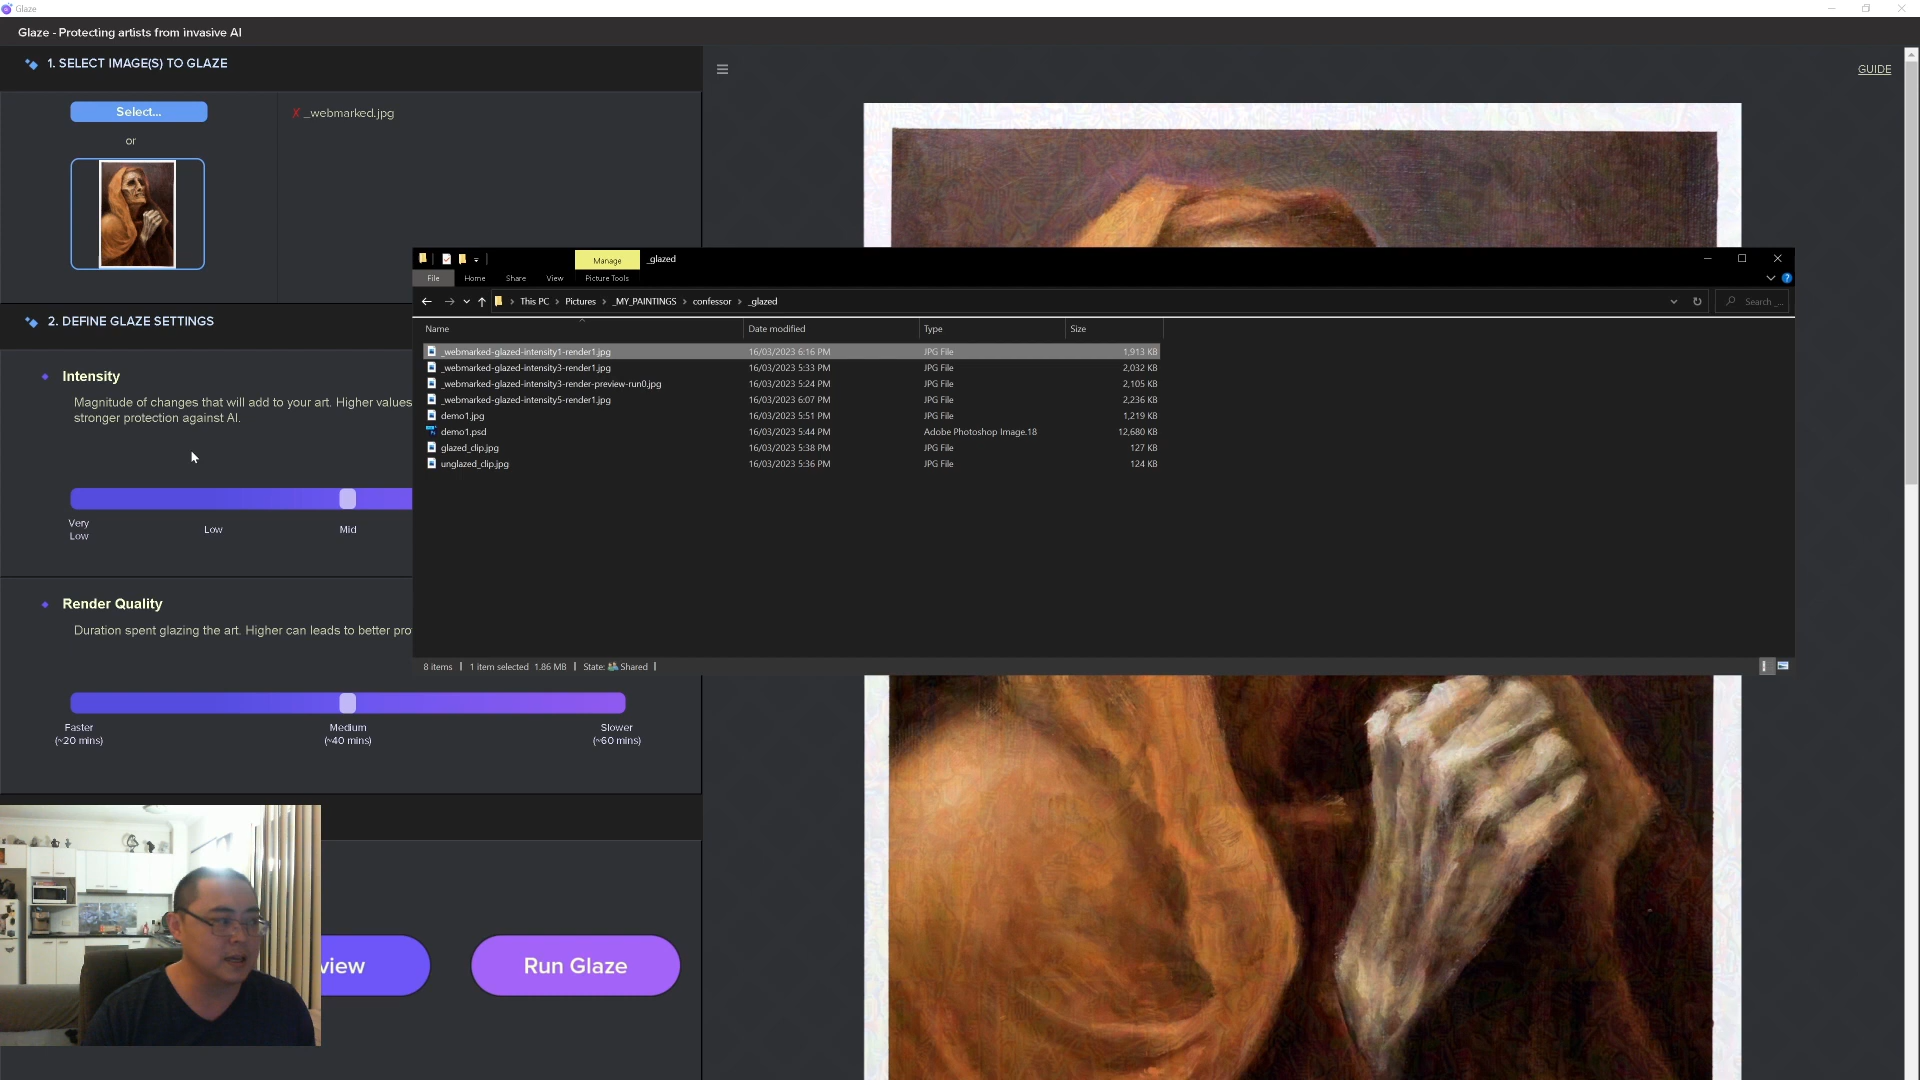 Glaze
Glaze - Protecting artists from invasive AI
1. SELECT IMAGE(S) TO GLAZE
GUIDE
Select...
or
✗ _webmarked.jpg
2. DEFINE GLAZE SETTINGS
Intensity
Magnitude of changes that will add to your art. Higher values
stronger protection against AI.
Very
Low
Low
Mid
Render Quality
Duration spent glazing the art. Higher can leads to better pro
Faster
(~20 mins)
Medium
(~40 mins)
Slower
(~60 mins)
view
Run Glaze
Manage
_glazed
File
Home
Share
View
Picture Tools
This PC > Pictures > _MY_PAINTINGS > confessor > _glazed
Search _...
Name
Date modified
Type
Size
_webmarked-glazed-intensity1-render1.jpg 16/03/2023 6:16 PM JPG File 1,913 KB
_webmarked-glazed-intensity3-render1.jpg 16/03/2023 5:33 PM JPG File 2,032 KB
_webmarked-glazed-intensity3-render-preview-run0.jpg 16/03/2023 5:24 PM JPG File 2,105 KB
_webmarked-glazed-intensity5-render1.jpg 16/03/2023 6:07 PM JPG File 2,236 KB
demo1.jpg 16/03/2023 5:51 PM JPG File 1,219 KB
demo1.psd 16/03/2023 5:44 PM Adobe Photoshop Image.18 12,680 KB
glazed_clip.jpg 16/03/2023 5:38 PM JPG File 127 KB
unglazed_clip.jpg 16/03/2023 5:36 PM JPG File 124 KB
8 items | 1 item selected 1.86 MB | State: Shared |